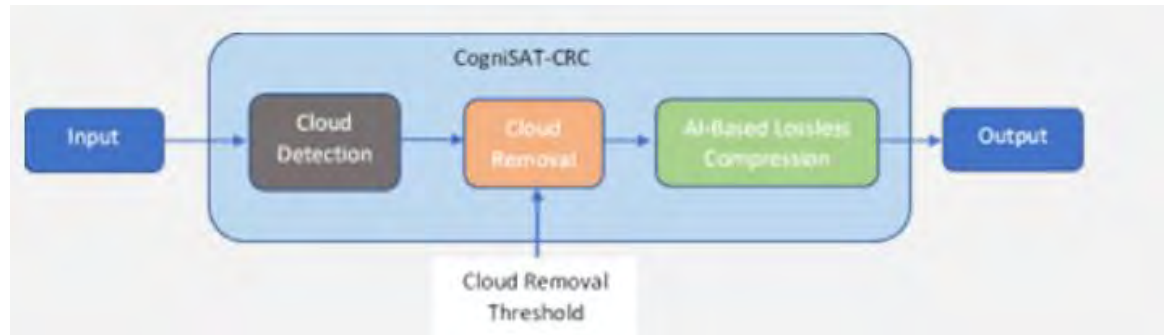 CogniSAT-CRC
Input
Cloud
Detection
Cloud
Removal
AI-Based Lossless
Compression
Output
Cloud Removal
Threshold